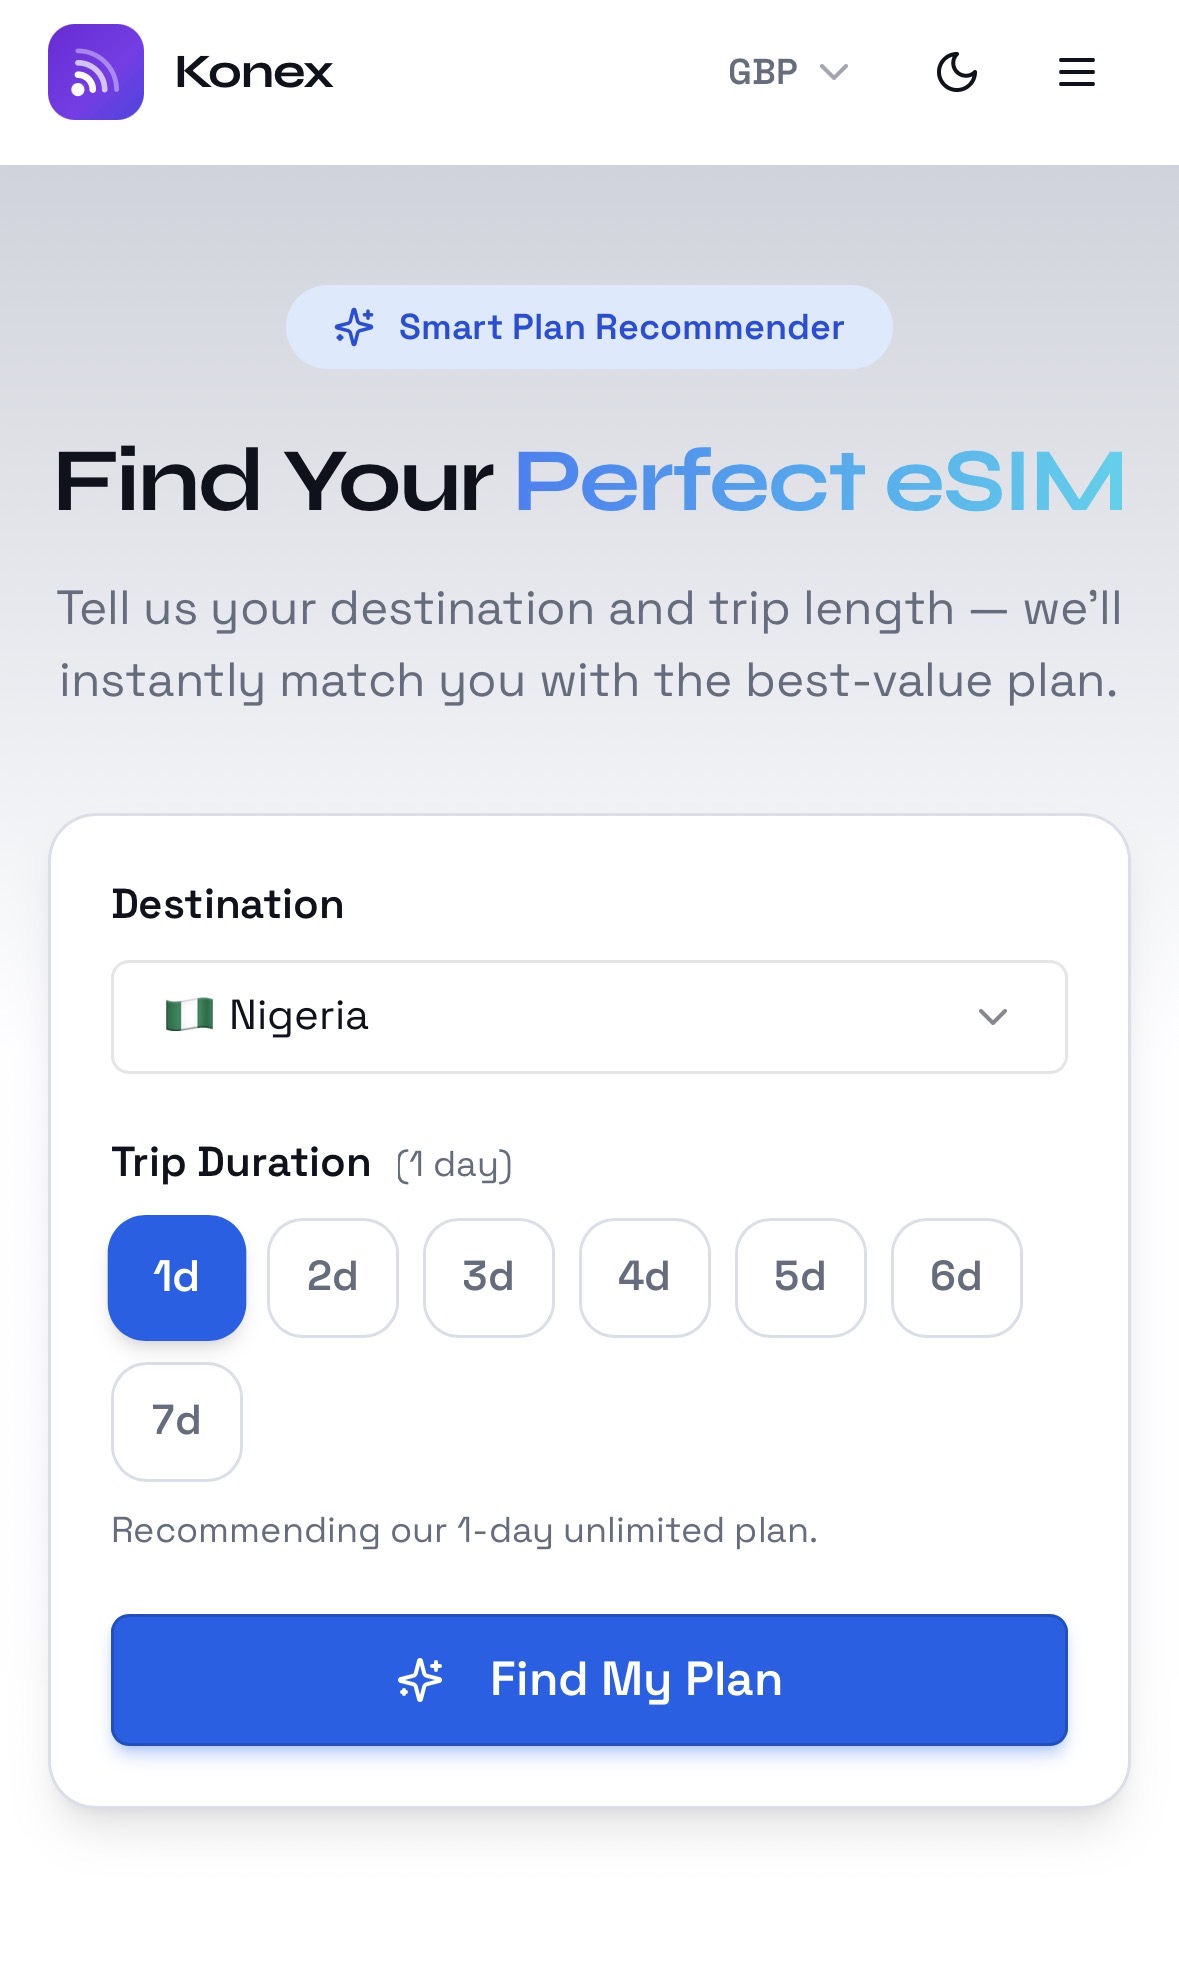 Konex
GBP
Smart Plan Recommender
Find Your Perfect eSIM
Tell us your destination and trip length — we'll
instantly match you with the best-value plan.
Destination
🇳🇬 Nigeria
Trip Duration (1 day)
1d 2d 3d 4d 5d 6d
7d
Recommending our 1-day unlimited plan.
Find My Plan